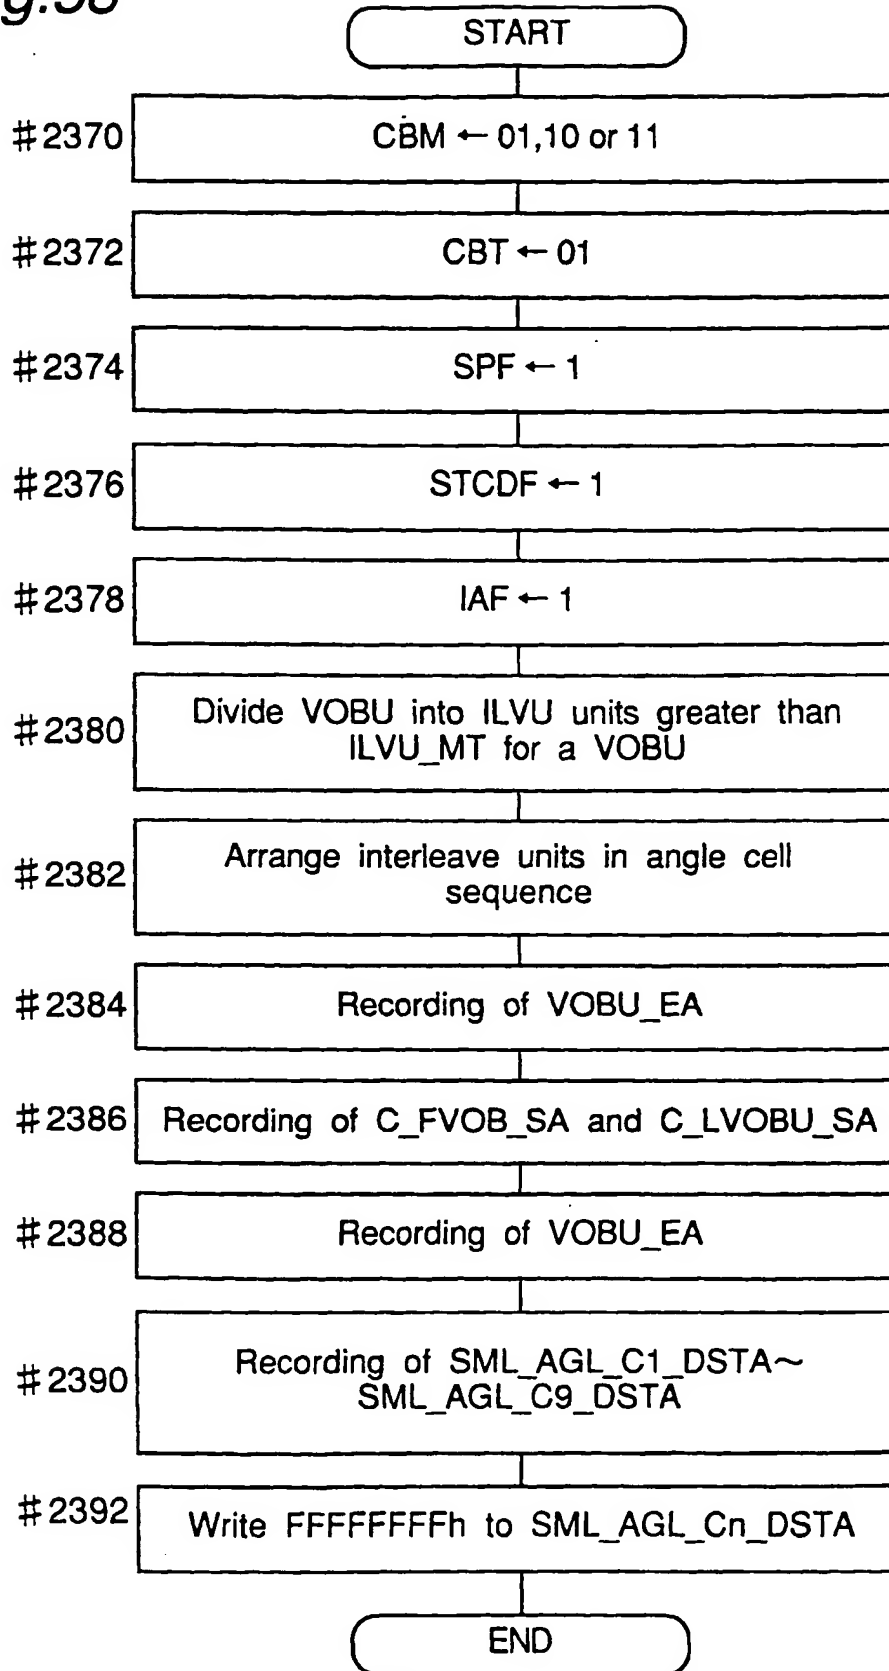 g.58
START
#2370
CBM ← 01,10 or 11
#2372
CBT ← 01
#2374
SPF ← 1
#2376
STCDF ← 1
#2378
IAF ← 1
#2380
Divide VOBU into ILVU units greater than
ILVU_MT for a VOBU
#2382
Arrange interleave units in angle cell
sequence
#2384
Recording of VOBU_EA
#2386
Recording of C_FVOB_SA and C_LVOBU_SA
#2388
Recording of VOBU_EA
#2390
Recording of SML_AGL_C1_DSTA~
SML_AGL_C9_DSTA
#2392
Write FFFFFFFFh to SML_AGL_Cn_DSTA
END